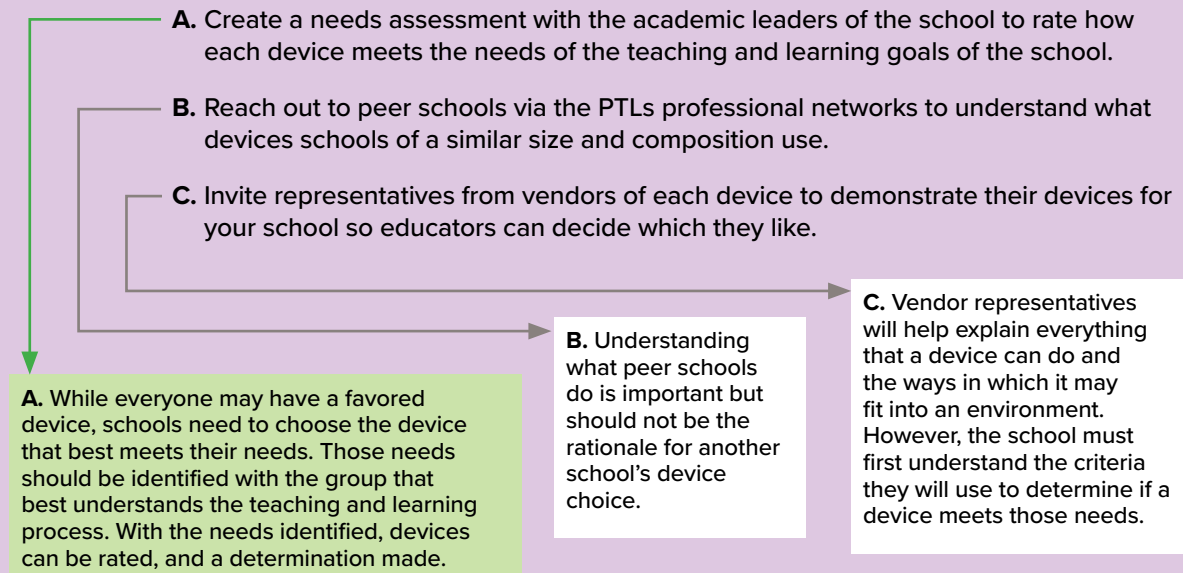 A. Create a needs assessment with the academic leaders of the school to rate how
each device meets the needs of the teaching and learning goals of the school.
B. Reach out to peer schools via the PTLs professional networks to understand what
devices schools of a similar size and composition use.
C. Invite representatives from vendors of each device to demonstrate their devices for
your school so educators can decide which they like.
A. While everyone may have a favored
device, schools need to choose the device
that best meets their needs. Those needs
should be identified with the group that
best understands the teaching and learning
process. With the needs identified, devices
can be rated, and a determination made.
B. Understanding
what peer schools
do is important but
should not be the
rationale for another
school’s device
choice.
C. Vendor representatives
will help explain everything
that a device can do and
the ways in which it may
fit into an environment.
However, the school must
first understand the criteria
they will use to determine if a
device meets those needs.